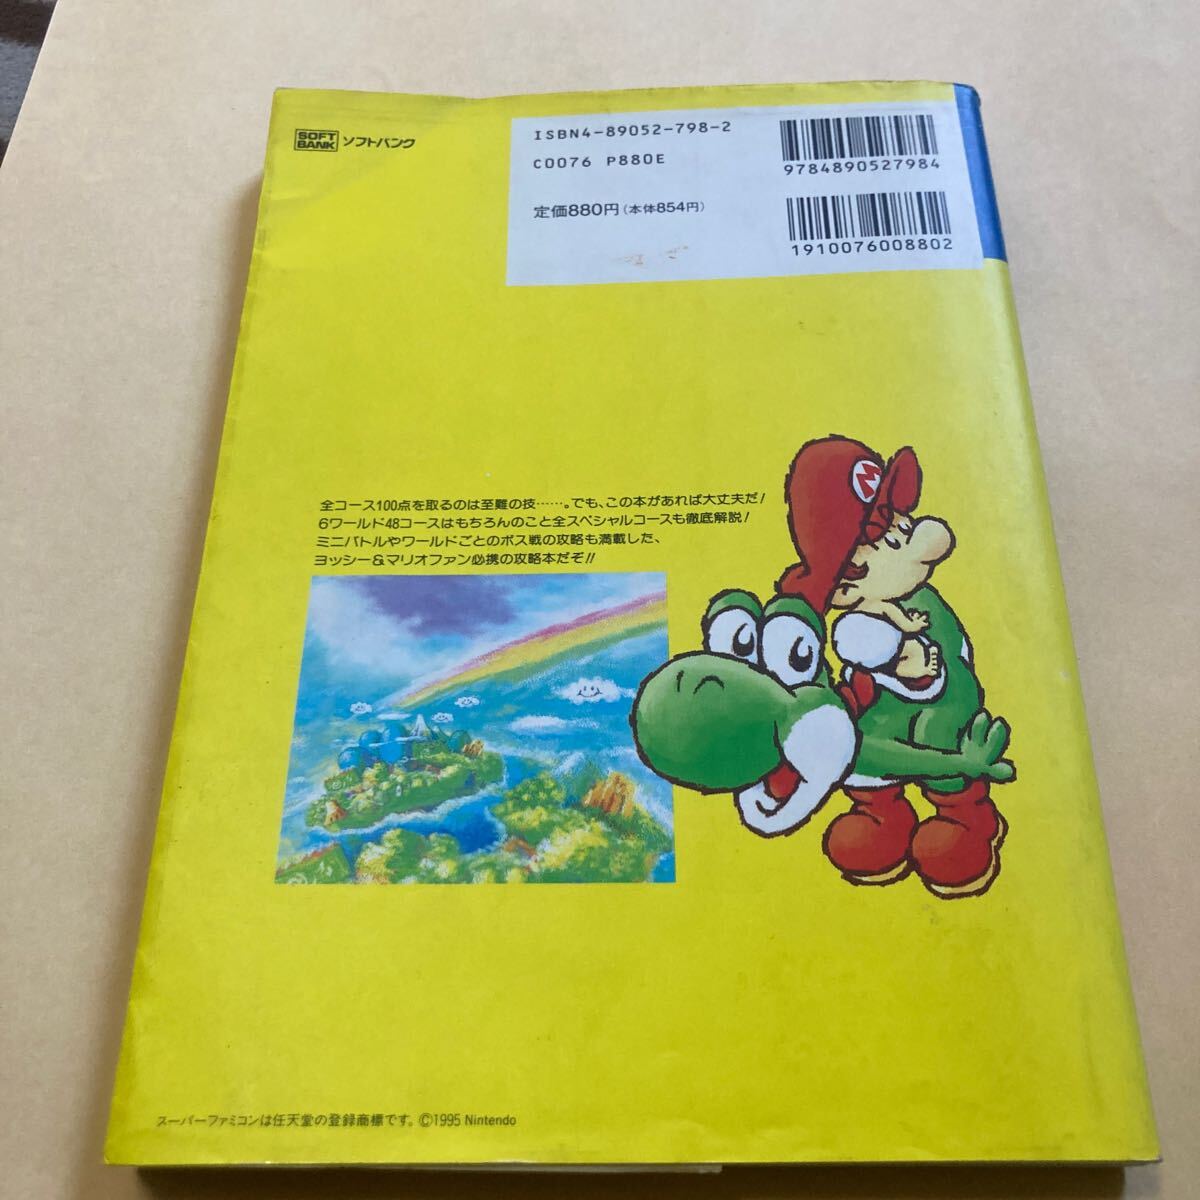 SOFT BANK ソフトバンク
ISBN4-89052-798-2
C0076 P880E
定価880円(本体854円)
9784890527984
1910076008802
全コース100点を取るのは至難の技……。でも、この本があれば大丈夫だ!
6ワールド48コースはもちろんのこと全スペシャルコースも徹底解説!
ミニバトルやワールドごとのボス戦の攻略も満載した、
ヨッシー&マリオファン必携の攻略本だぞ!!
M
スーパーファミコンは任天堂の登録商標です。©1995 Nintendo